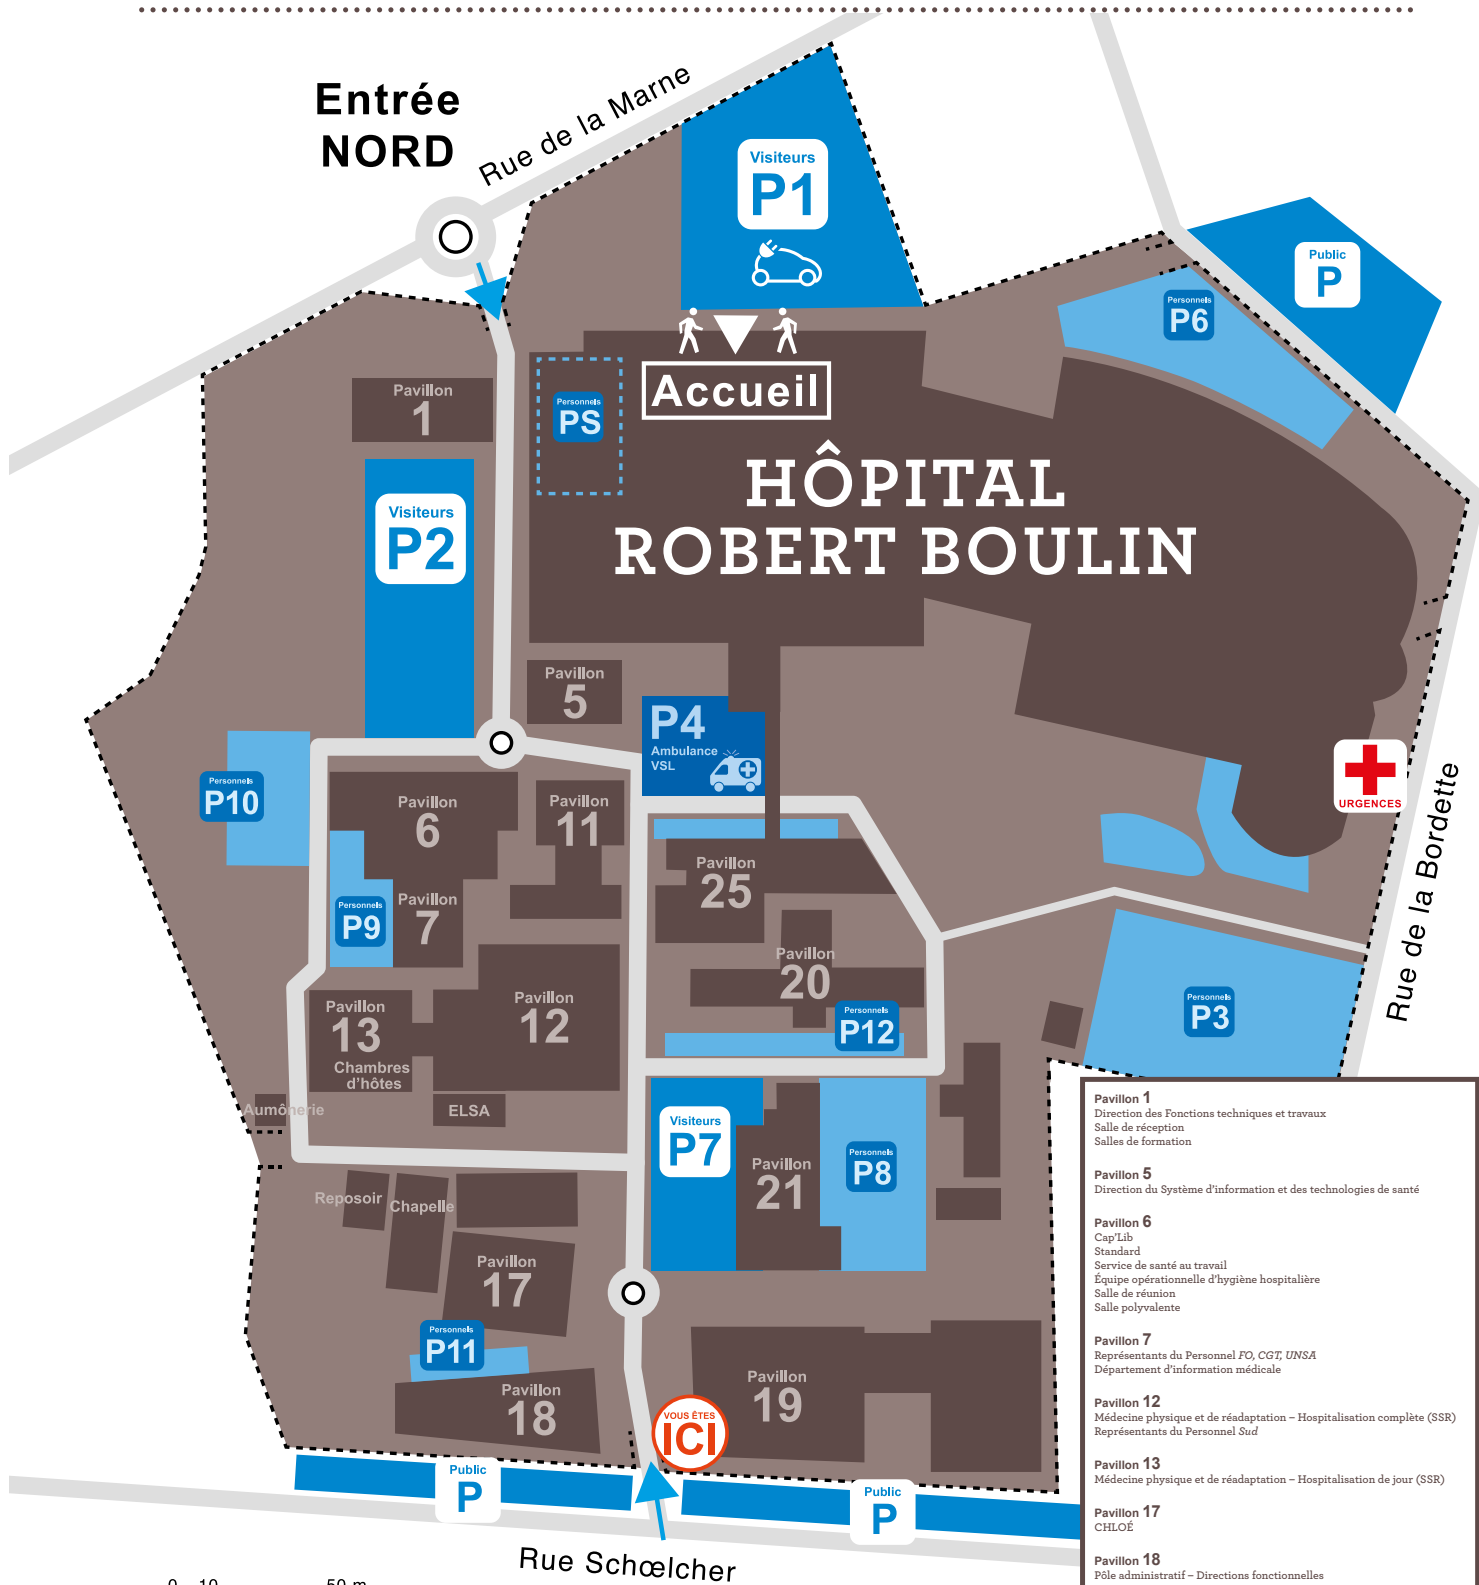 Entrée
NORD
Rue de la Marne
Visiteurs
P1
Public
P
Personnels
P6
Accueil
Personnels
PS
Pavillon
1
HÔPITAL
ROBERT BOULIN
Visiteurs
P2
Pavillon
5
P4
Ambulance
VSL
URGENCES
Rue de la Bordette
Personnels
P10
Pavillon
6
Pavillon
11
Pavillon
25
Personnels
P9
Pavillon
7
Pavillon
20
Pavillon
12
Pavillon
13
Chambres
d'hôtes
Personnels
P12
Personnels
P3
Aumônerie
ELSA
Visiteurs
P7
Pavillon
21
Personnels
P8
Reposoir
Chapelle
Pavillon
17
Personnels
P11
Pavillon
18
Pavillon
19
VOUS ÊTES
ICI
Public
P
Public
P
Rue Schœlcher
0 10 50 m
Pavillon 1
Direction des Fonctions techniques et travaux
Salle de réception
Salles de formation
Pavillon 5
Direction du Système d'information et des technologies de santé
Pavillon 6
Cap'Lib
Standard
Service de santé au travail
Équipe opérationnelle d'hygiène hospitalière
Salle de réunion
Salle polyvalente
Pavillon 7
Représentants du Personnel FO, CGT, UNSA
Département d'information médicale
Pavillon 12
Médecine physique et de réadaptation – Hospitalisation complète (SSR)
Représentants du Personnel Sud
Pavillon 13
Médecine physique et de réadaptation – Hospitalisation de jour (SSR)
Pavillon 17
CHLOÉ
Pavillon 18
Pôle administratif – Directions fonctionnelles